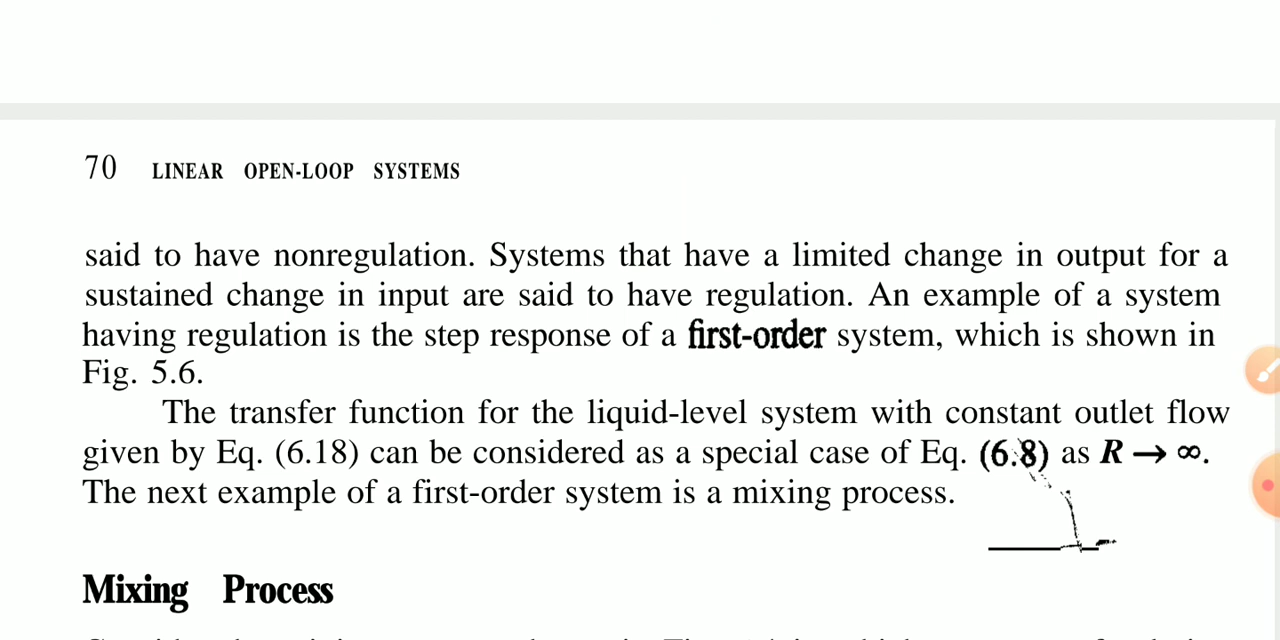 70 LINEAR OPEN-LOOP SYSTEMS
said to have nonregulation. Systems that have a limited change in output for a
sustained change in input are said to have regulation. An example of a system
having regulation is the step response of a first-order system, which is shown in
Fig. 5.6.
The transfer function for the liquid-level system with constant outlet flow
given by Eq. (6.18) can be considered as a special case of Eq. (6.8) as R → ∞.
The next example of a first-order system is a mixing process.
Mixing Process